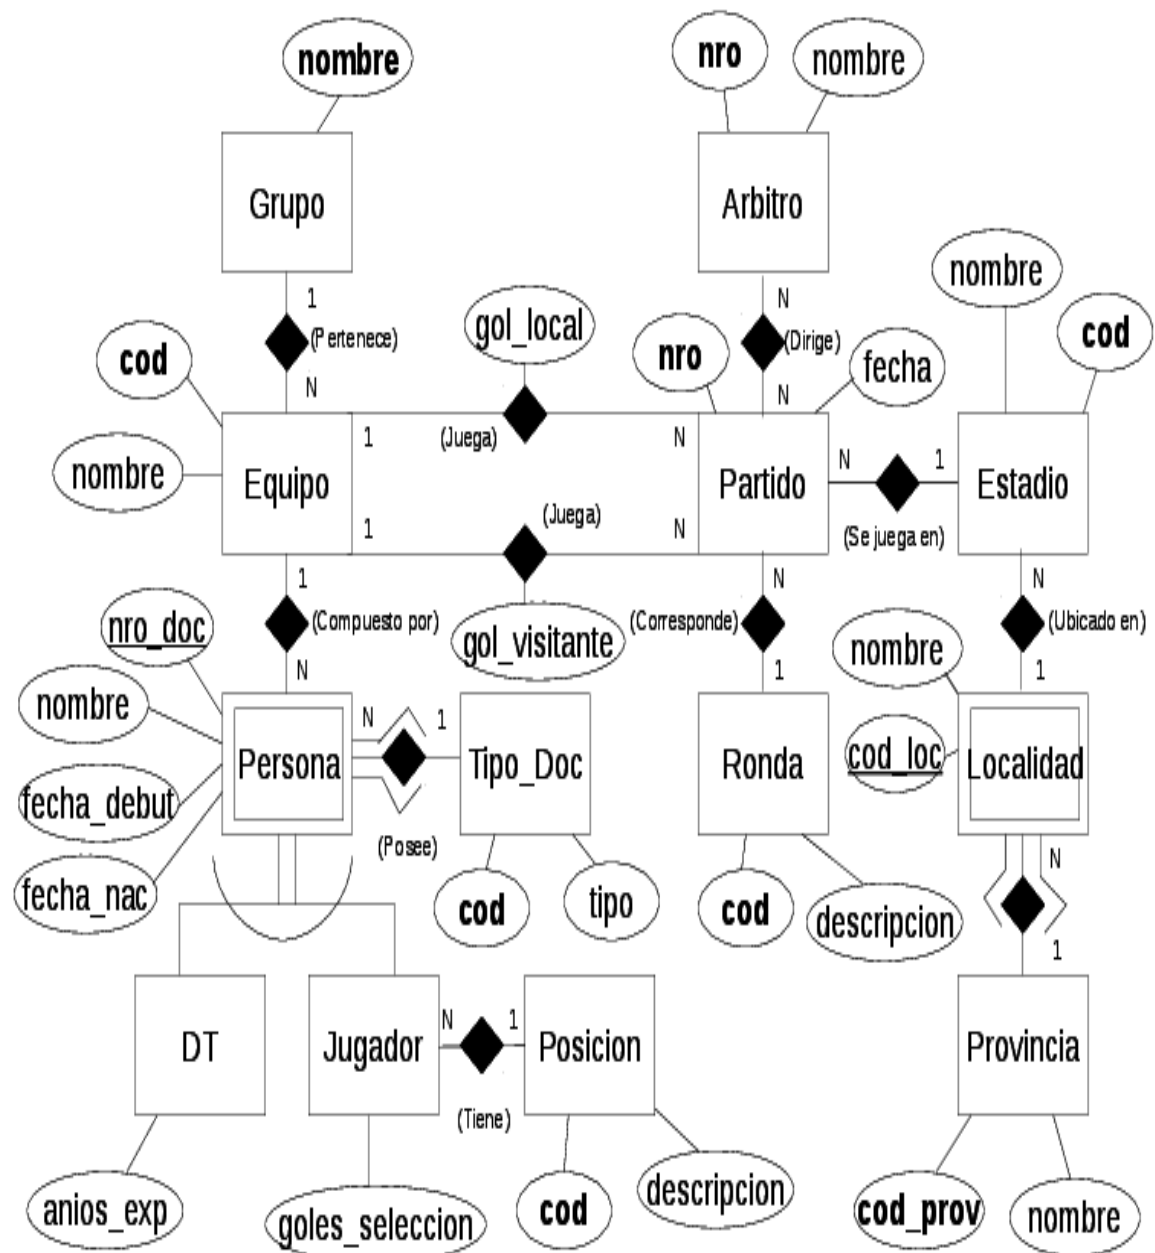 nombre
nro
nombre
Grupo
Arbitro
nombre
cod
1
(Pertenece)
N
gol_local
N
(Dirige)
N
nro
fecha
cod
nombre
Equipo
1
(Juega)
N
Partido
N
1
(Se juega en)
Estadio
1
(Juega)
N
gol_visitante
1
(Compuesto por)
N
N
(Corresponde)
1
N
(Ubicado en)
1
nro_doc
nombre
fecha_debut
fecha_nac
Persona
N
1
(Posee)
Tipo_Doc
cod
tipo
Ronda
cod
descripcion
nombre
cod_loc
Localidad
N
1
DT
Jugador
N
1
(Tiene)
Posicion
Provincia
anios_exp
goles_seleccion
cod
descripcion
cod_prov
nombre